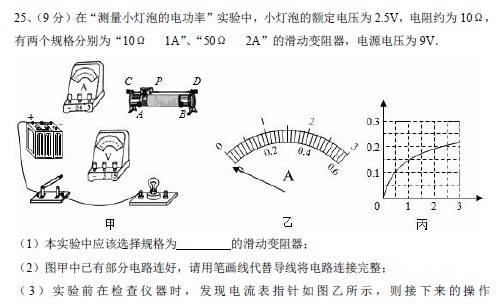 25、（9分）在“测量小灯泡的电功率”实验中，小灯泡的额定电压为 2.5V，电阻约为 10Ω，
有两个规格分别为“10Ω 1A”、“50Ω 2A”的滑动变阻器，电源电压为 9V.
C P D
A
A B
+ -
V
甲
0 1 2 3
0.2 0.4 0.6
A
乙
0.3
0.2
0.1
0 1 2 3
丙
（1）本实验中应该选择规格为________的滑动变阻器；
（2）图甲中已有部分电路连好，请用笔画线代替导线将电路连接完整；
（3）实验前在检查仪器时，发现电流表指针如图乙所示，则接下来的操作